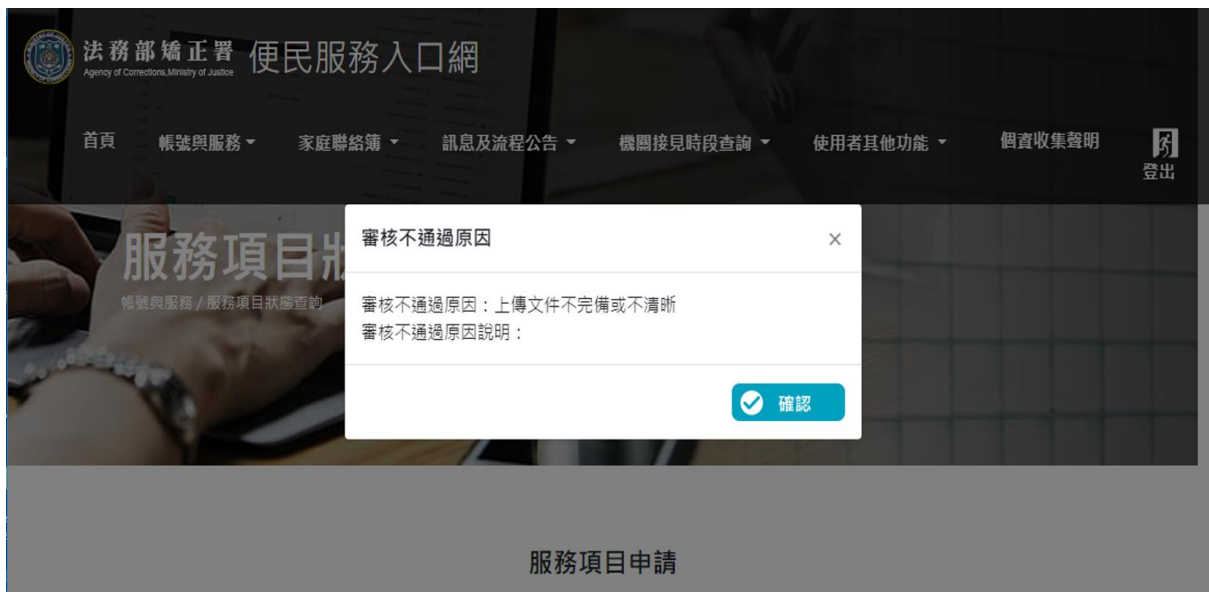 法務部矯正署 便民服務入口網
Agency of Corrections,Ministry of Justice
首頁 帳號與服務 家庭聯絡簿 訊息及流程公告 機關接見時段查詢 使用者其他功能 個資收集聲明 登出
服務項目狀
帳號與服務 / 服務項目狀態查詢
審核不通過原因 ×
審核不通過原因：上傳文件不完備或不清晰
審核不通過原因說明：
確認
服務項目申請